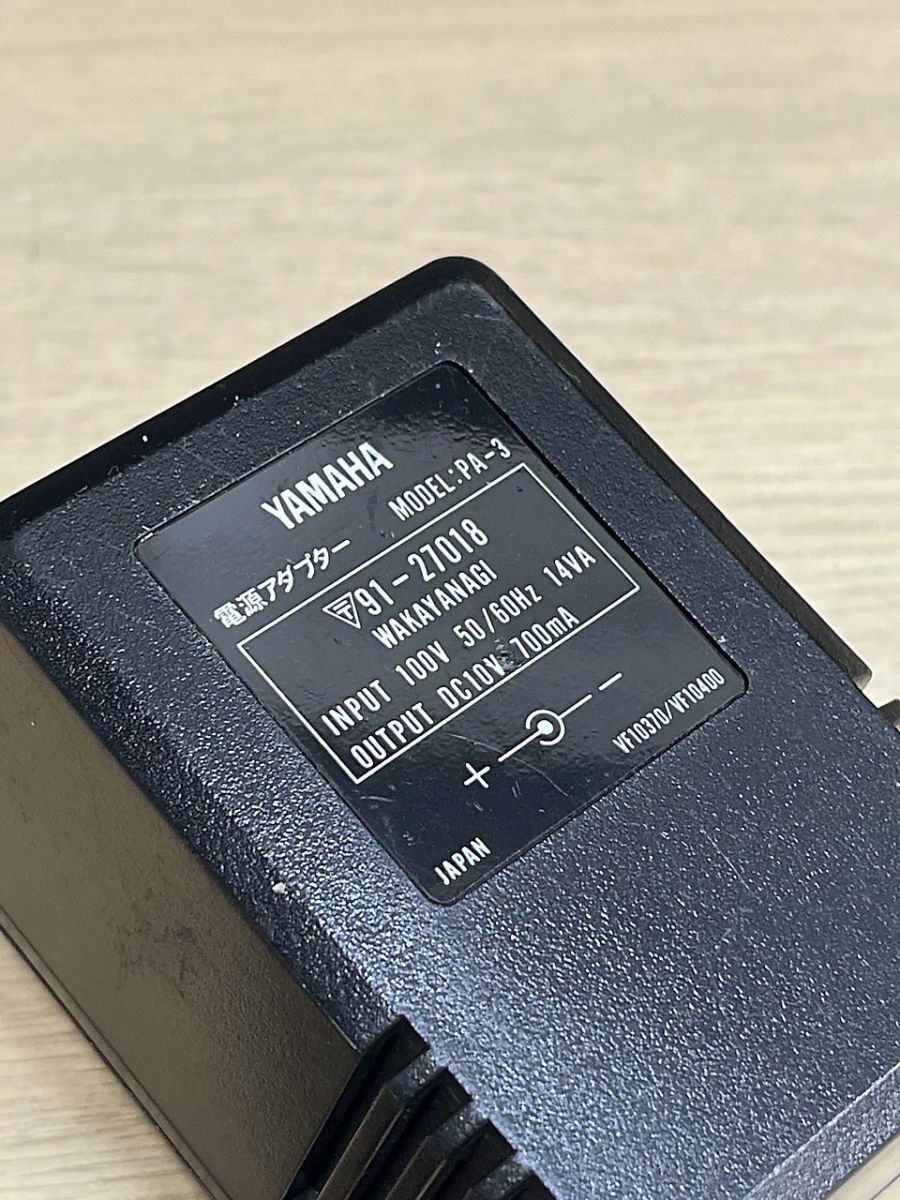 YAMAHA
電源アダプター MODEL:PA-3
〒91-27018
WAKAYANAGI
INPUT 100V 50/60Hz 14VA
OUTPUT DC10V 700mA
+ -
JAPAN VF10370/VF10400